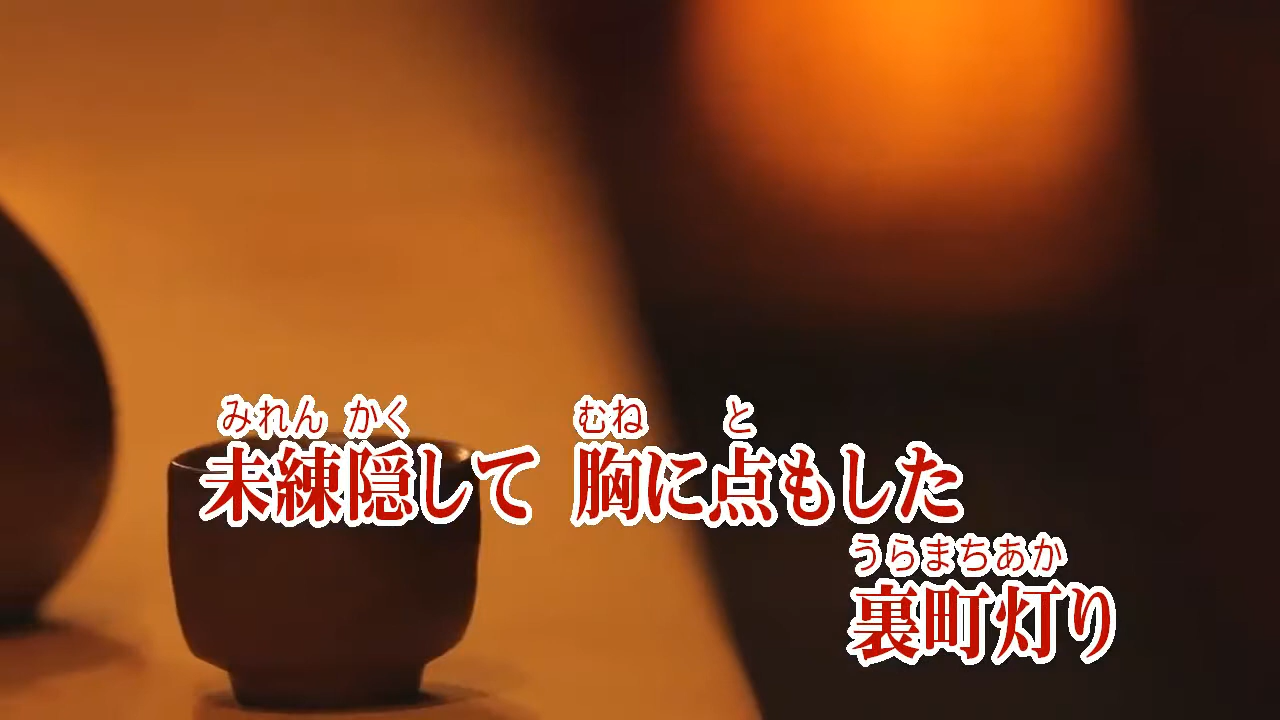 みれん かく むね と
未練隠して 胸に点もした
うらまちあか
裏町灯り